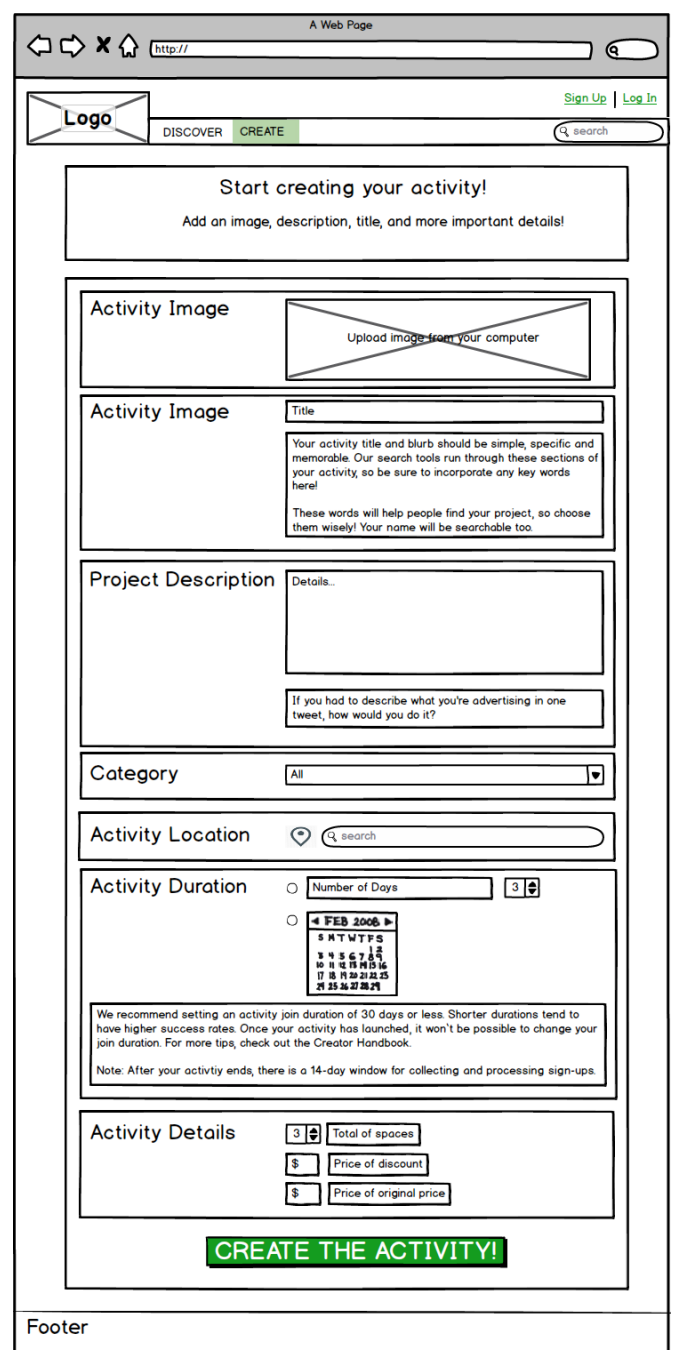 A Web Page
http://
Sign Up | Log In
Logo
DISCOVER CREATE
search
Start creating your activity!
Add an image, description, title, and more important details!
Activity Image
Upload image from your computer
Activity Image
Title
Your activity title and blurb should be simple, specific and
memorable. Our search tools run through these sections of
your activity, so be sure to incorporate any key words
here!
These words will help people find your project, so choose
them wisely! Your name will be searchable too.
Project Description
Details...
If you had to describe what you're advertising in one
tweet, how would you do it?
Category
All
Activity Location
search
Activity Duration
Number of Days
3
FEB 2008
S M T W T F S
1 2
3 4 5 6 7 8 9
10 11 12 13 14 15 16
17 18 19 20 21 22 23
24 25 26 27 28 29
We recommend setting an activity join duration of 30 days or less. Shorter durations tend to
have higher success rates. Once your activity has launched, it won't be possible to change your
join duration. For more tips, check out the Creator Handbook.
Note: After your activtiy ends, there is a 14-day window for collecting and processing sign-ups.
Activity Details
3 Total of spaces
$ Price of discount
$ Price of original price
CREATE THE ACTIVITY!
Footer